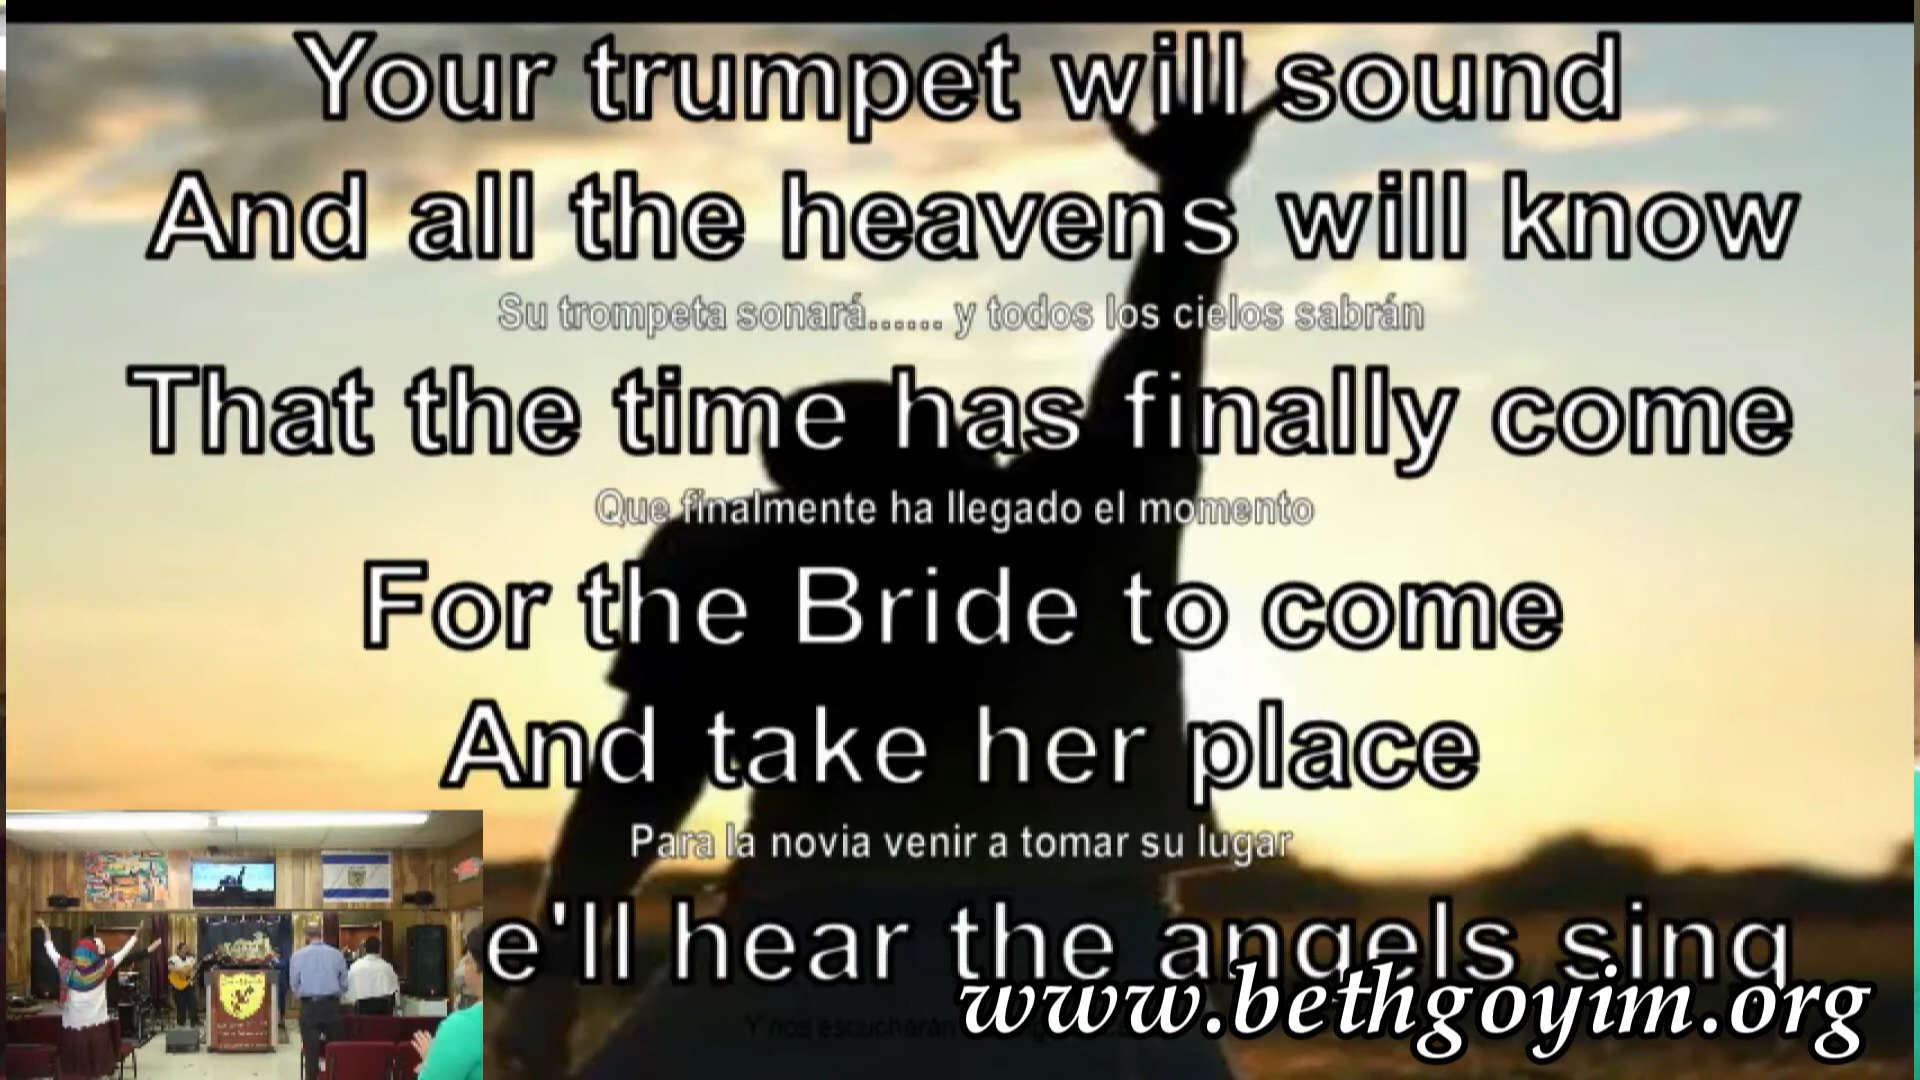 Your trumpet will sound
And all the heavens will know
Su trompeta sonará...... y todos los cielos sabrán
That the time has finally come
Que finalmente ha llegado el momento
For the Bride to come
And take her place
Para la novia venir a tomar su lugar
e'll hear the angels sing
Y nos escucharán
www.bethgoyim.org